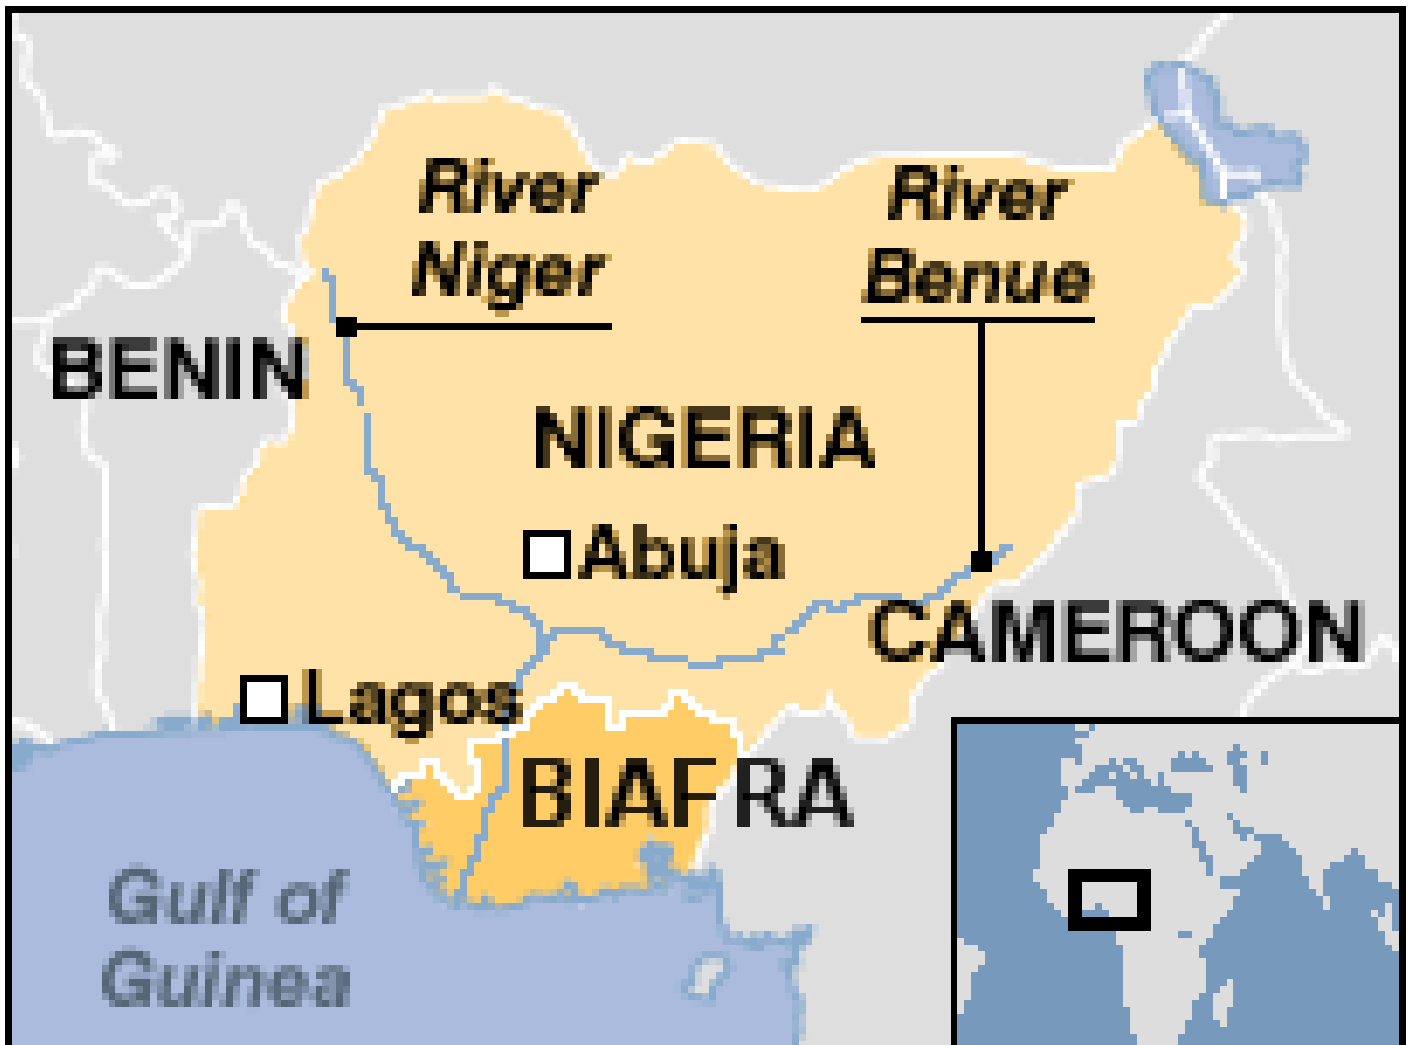 River
Niger
River
Benue
BENIN
NIGERIA
Abuja
CAMEROON
Lagos
BIAFRA
Gulf of
Guinea